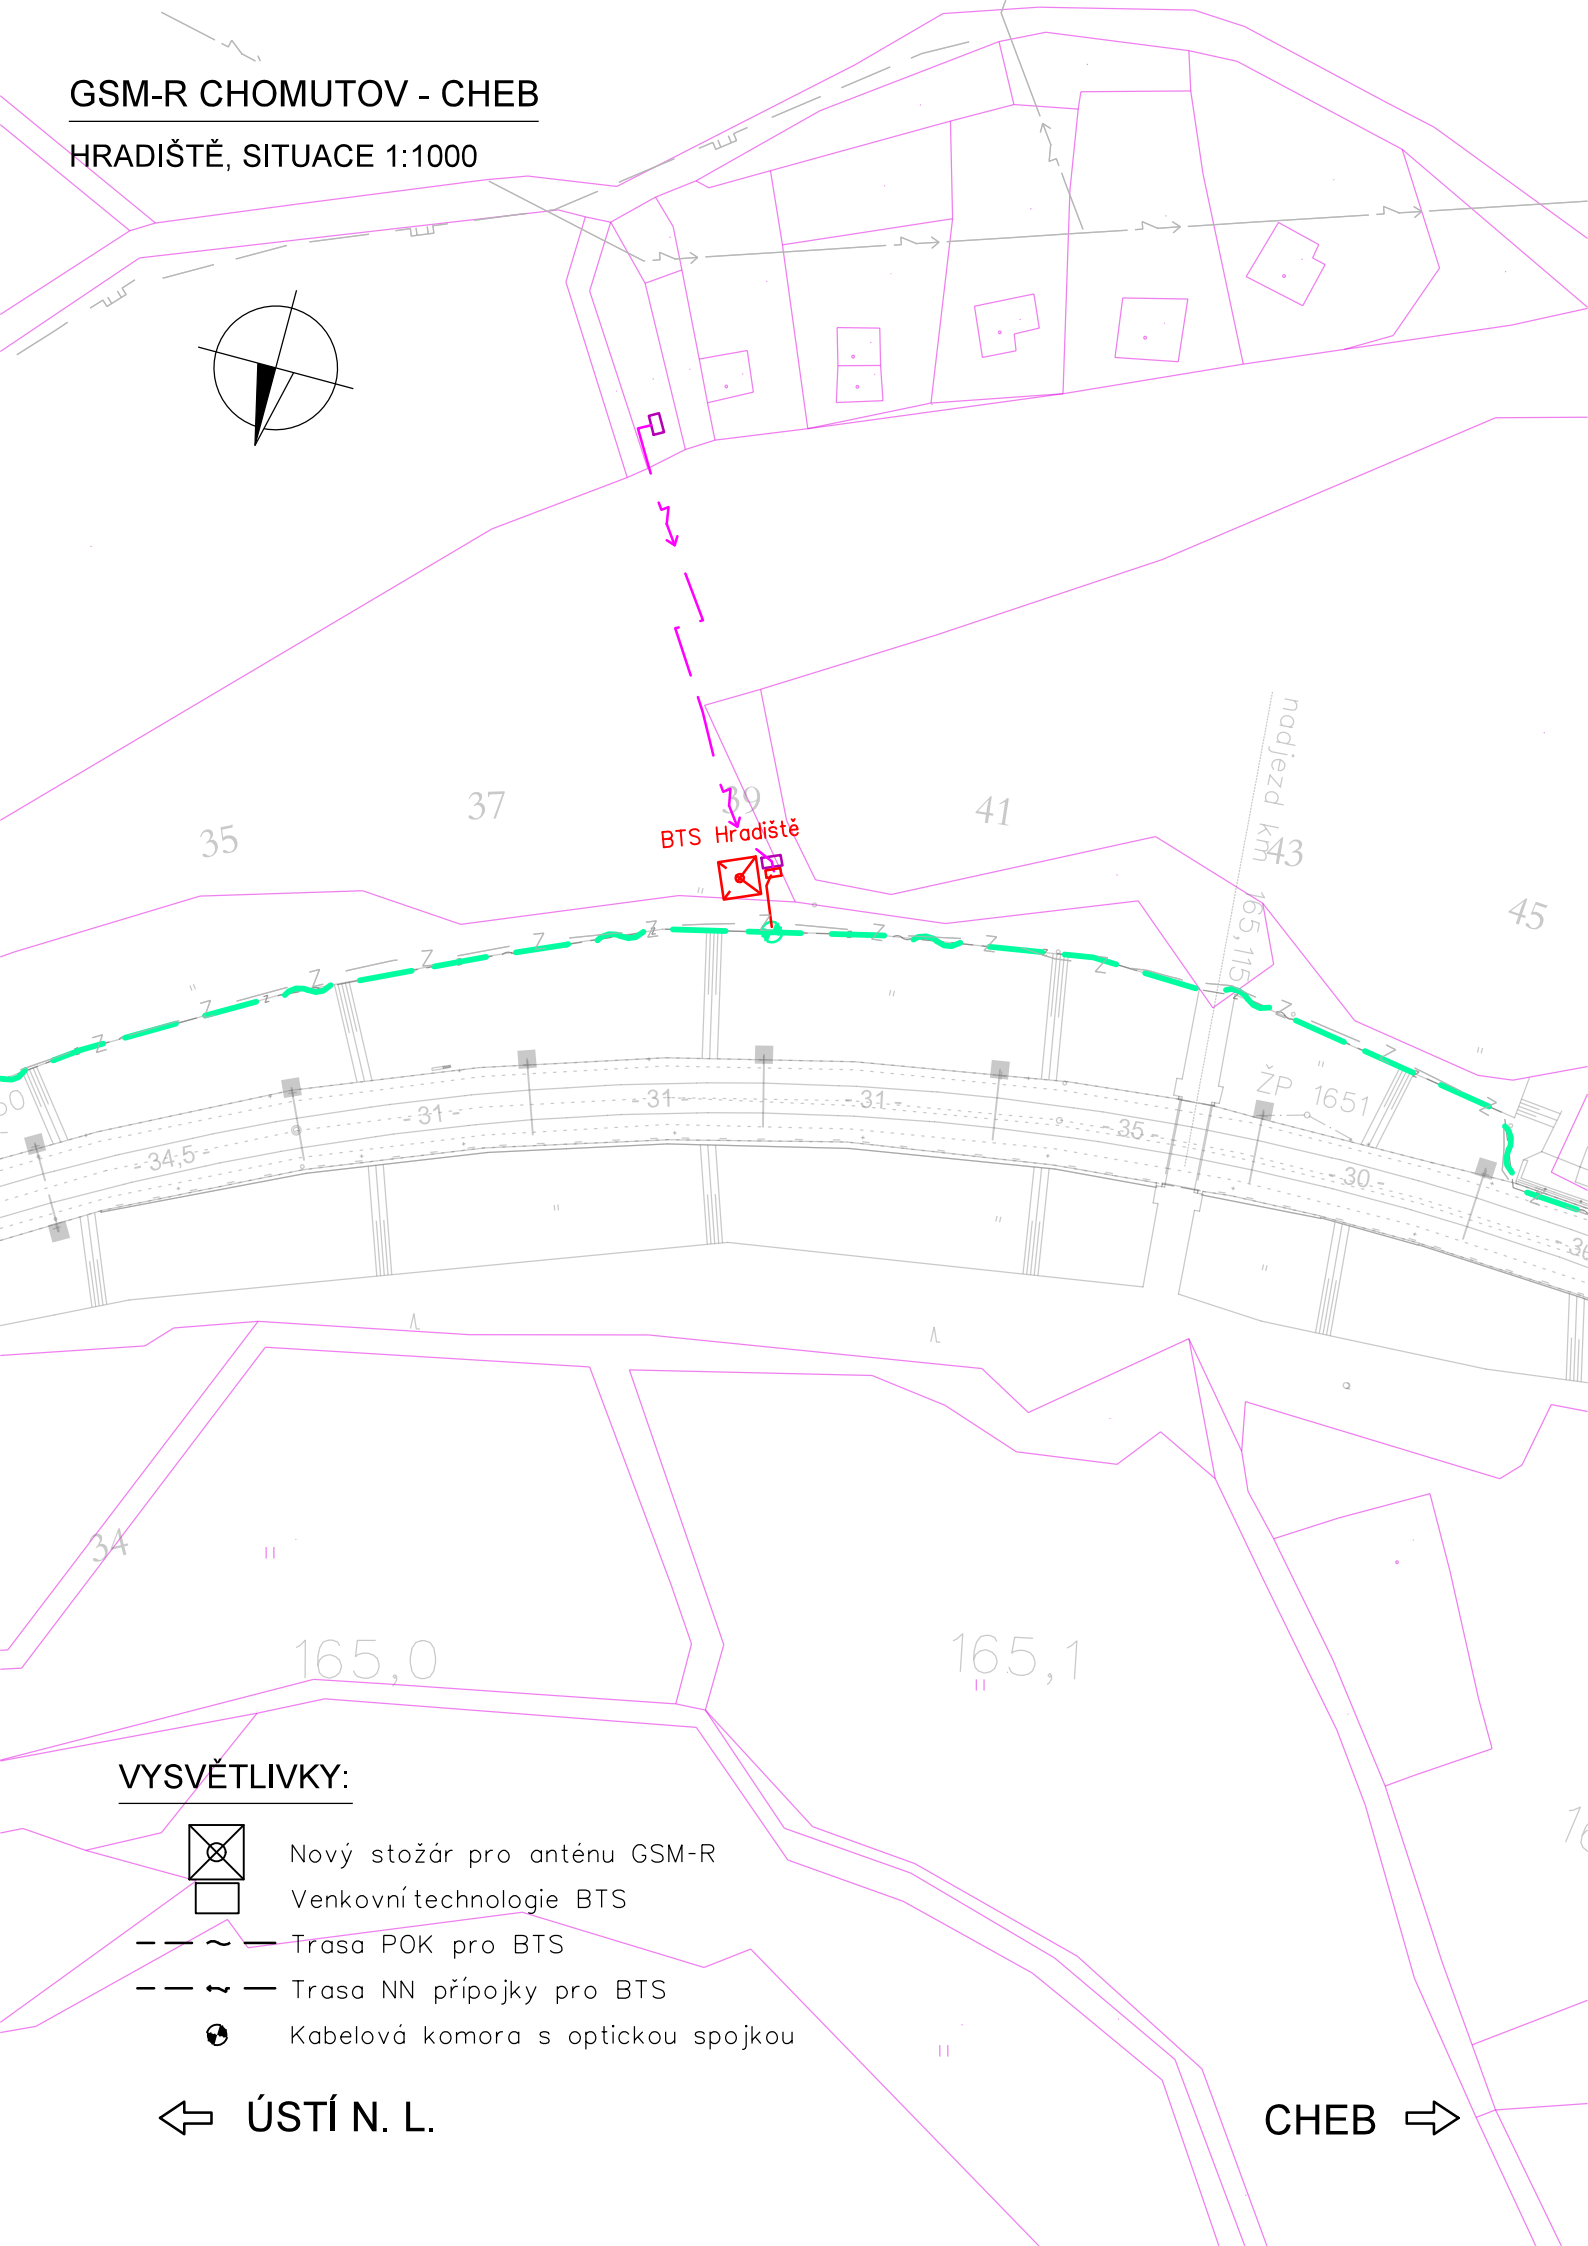 GSM-R CHOMUTOV - CHEB
HRADIŠTĚ, SITUACE 1:1000
nadjezd km 165,115
35
37
39
41
43
45
BTS Hradiště
ŽP 1651
- 34,5 -
- 31 -
- 31 -
- 31 -
- 35 -
- 30 -
34
165,0
165,1
VYSVĚTLIVKY:
Nový stožár pro anténu GSM-R
Venkovní technologie BTS
Trasa POK pro BTS
Trasa NN přípojky pro BTS
Kabelová komora s optickou spojkou
ÚSTÍ N. L.
CHEB